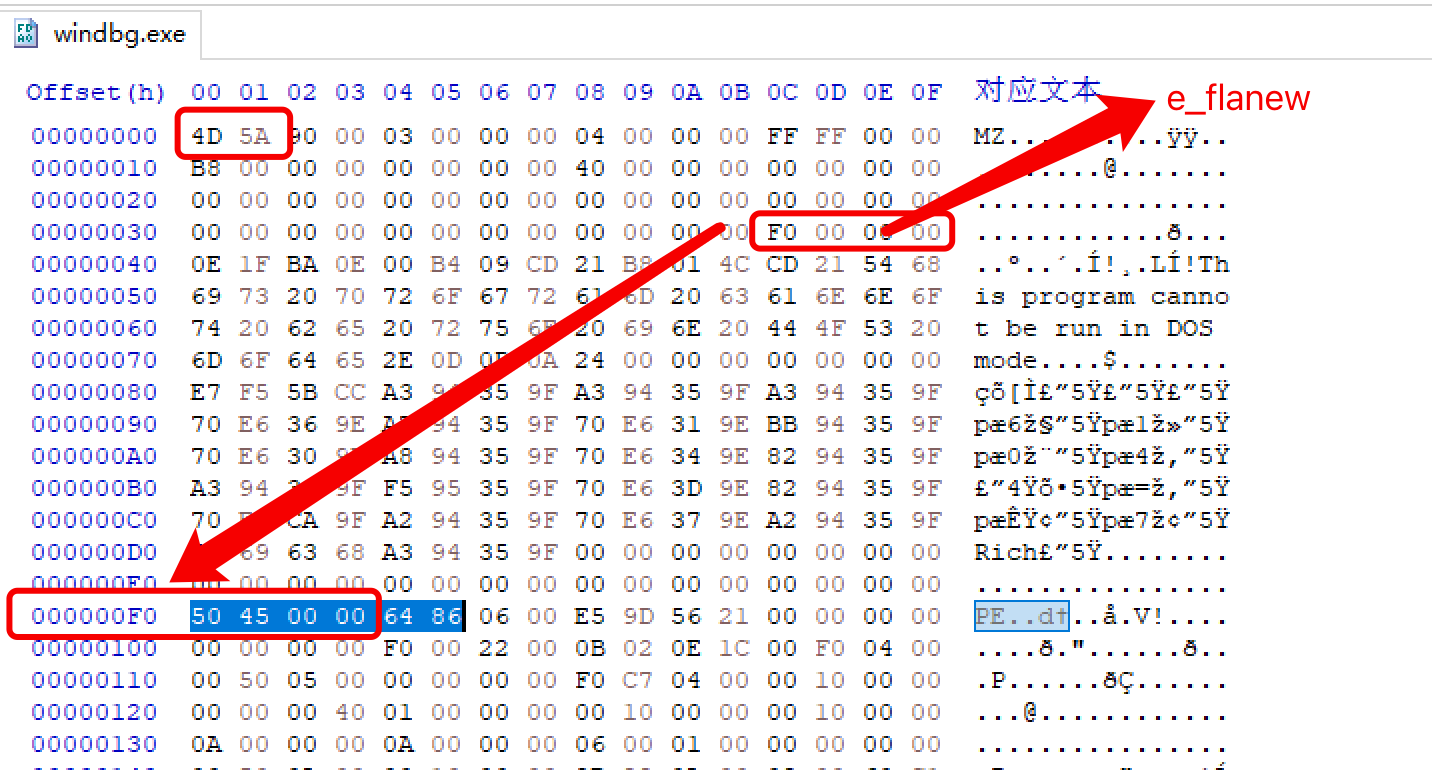 windbg.exe
Offset(h) 00 01 02 03 04 05 06 07 08 09 0A 0B 0C 0D 0E 0F 对应文本 e_flanew
00000000 4D 5A 90 00 03 00 00 00 04 00 00 00 FF FF 00 00 MZ..........ÿÿ..
00000010 B8 00 00 00 00 00 00 00 40 00 00 00 00 00 00 00 ........@.......
00000020 00 00 00 00 00 00 00 00 00 00 00 00 00 00 00 00 ................
00000030 00 00 00 00 00 00 00 00 00 00 00 00 F0 00 00 00 ............ð...
00000040 0E 1F BA 0E 00 B4 09 CD 21 B8 01 4C CD 21 54 68 ..º..´.Í!¸.LÍ!Th
00000050 69 73 20 70 72 6F 67 72 61 6D 20 63 61 6E 6E 6F is program canno
00000060 74 20 62 65 20 72 75 6E 20 69 6E 20 44 4F 53 20 t be run in DOS
00000070 6D 6F 64 65 2E 0D 0D 0A 24 00 00 00 00 00 00 00 mode....$.......
00000080 E7 F5 5B CC A3 94 35 9F A3 94 35 9F A3 94 35 9F çõ[Ì£”5Ÿ£”5Ÿ£”5Ÿ
00000090 70 E6 36 9E 94 35 9F 70 E6 31 9E BB 94 35 9F pæ6ž§”5Ÿpæ1ž»”5Ÿ
000000A0 70 E6 30 A8 94 35 9F 70 E6 34 9E 82 94 35 9F pæ0ž¨”5Ÿpæ4ž‚”5Ÿ
000000B0 A3 94 9F F5 95 35 9F 70 E6 3D 9E 82 94 35 9F £”4Ÿõ•5Ÿpæ=ž‚”5Ÿ
000000C0 70 CA 9F A2 94 35 9F 70 E6 37 9E A2 94 35 9F pæÊŸ¢”5Ÿpæ7ž¢”5Ÿ
000000D0 69 63 68 A3 94 35 9F 00 00 00 00 00 00 00 00 Rich£”5Ÿ........
000000E0 00 00 00 00 00 00 00 00 00 00 00 00 00 00 00 00 ................
000000F0 50 45 00 00 64 86 06 00 E5 9D 56 21 00 00 00 00 PE..d†..å.V!....
00000100 00 00 00 00 F0 00 22 00 0B 02 0E 1C 00 F0 04 00 ....ð."......ð..
00000110 00 50 05 00 00 00 00 00 F0 C7 04 00 00 10 00 00 .P......ðÇ......
00000120 00 00 00 40 01 00 00 00 00 10 00 00 00 10 00 00 ...@............
00000130 0A 00 00 00 0A 00 00 00 06 00 01 00 00 00 00 00 ................